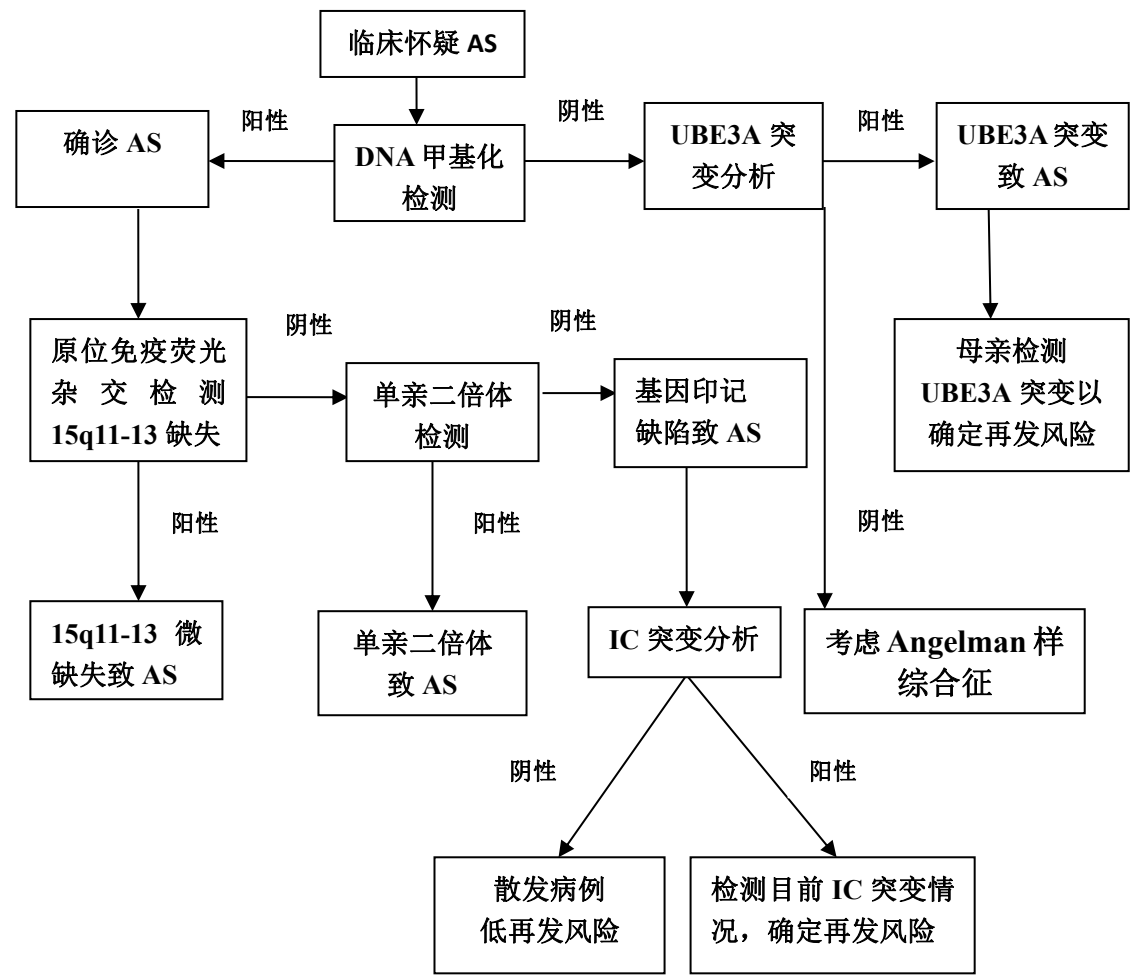 临床怀疑 AS
阳性
阴性
阳性
确诊 AS
DNA 甲基化
检测
UBE3A 突
变分析
UBE3A 突变
致 AS
阴性
阴性
原位免疫荧光
杂交检测
15q11-13 缺失
单亲二倍体
检测
基因印记
缺陷致 AS
母亲检测
UBE3A 突变以
确定再发风险
阳性
阳性
阴性
15q11-13 微
缺失致 AS
单亲二倍体
致 AS
IC 突变分析
考虑 Angelman 样
综合征
阴性
阳性
散发病例
低再发风险
检测目前 IC 突变情
况，确定再发风险